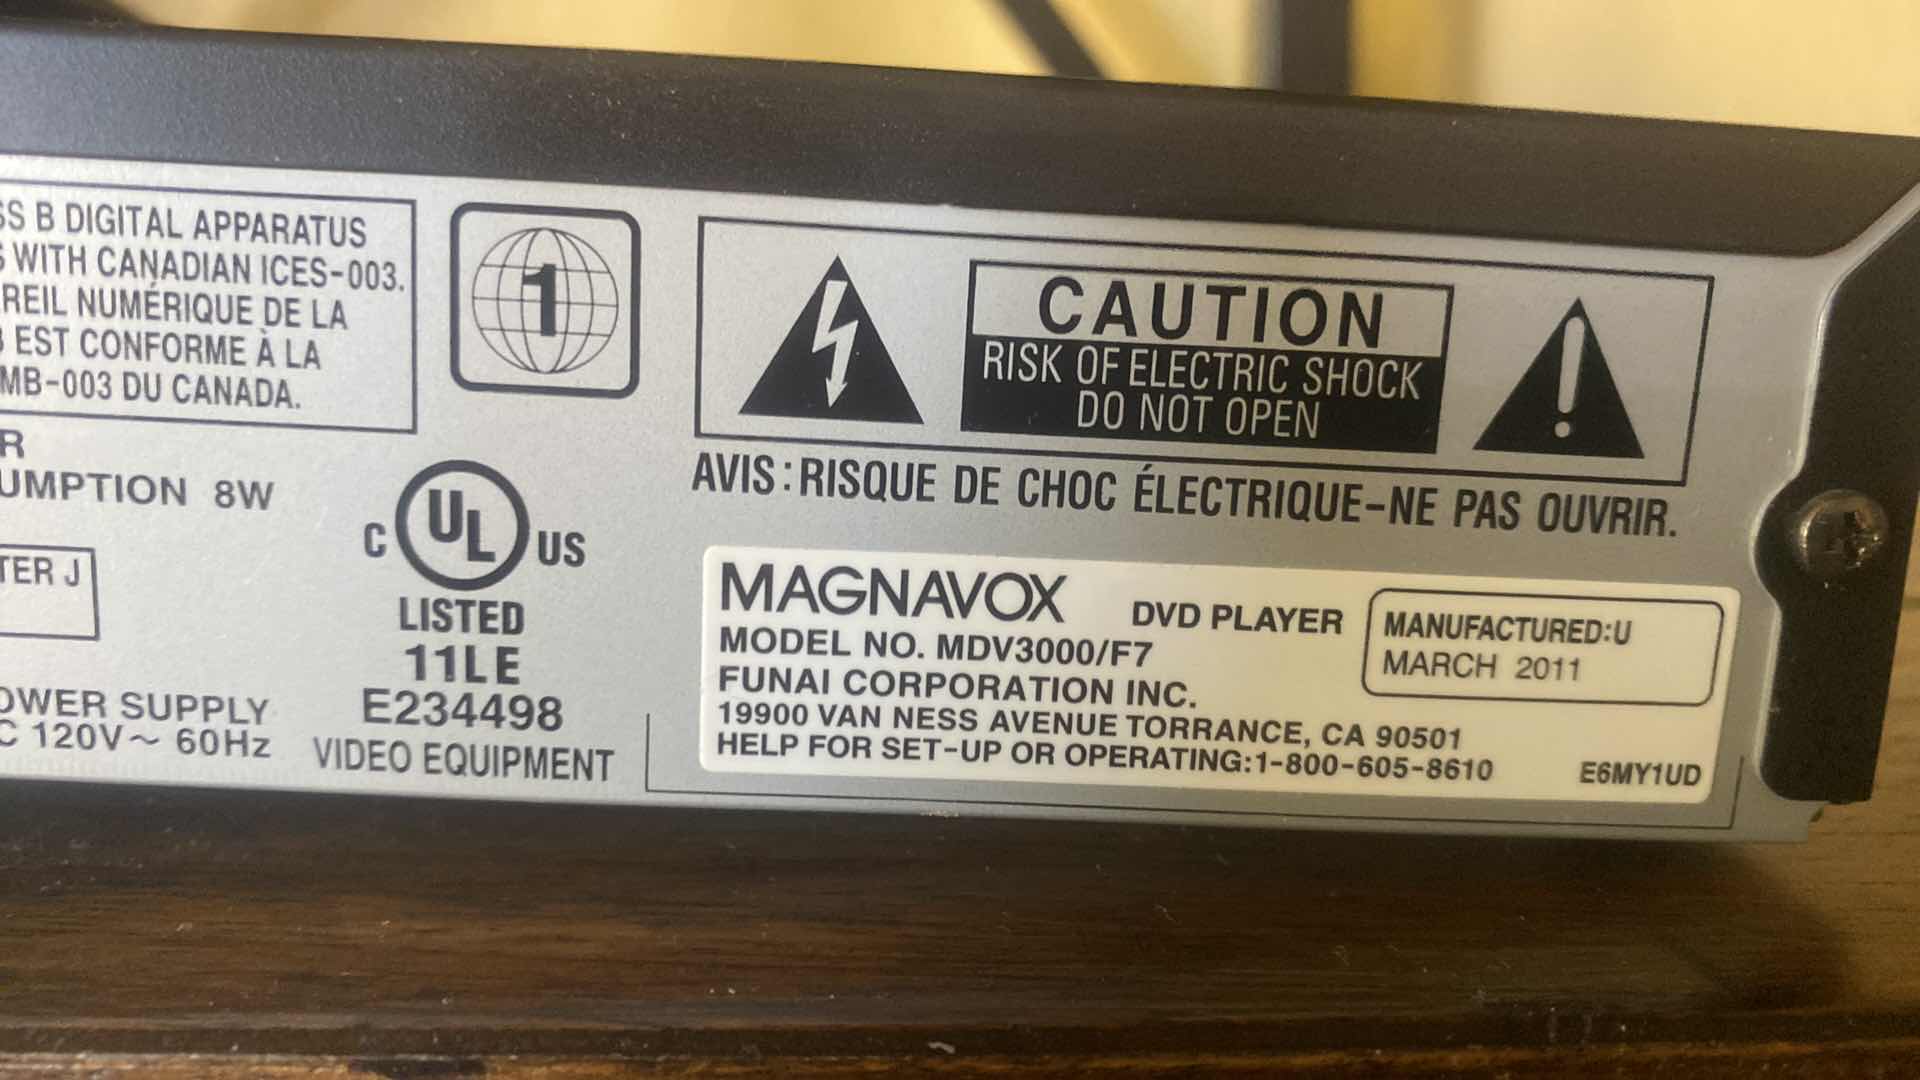 SS B DIGITAL APPARATUS
S WITH CANADIAN ICES-003.
REIL NUMÉRIQUE DE LA
B EST CONFORME À LA
MB-003 DU CANADA.
1
CAUTION
RISK OF ELECTRIC SHOCK
DO NOT OPEN
AVIS : RISQUE DE CHOC ÉLECTRIQUE-NE PAS OUVRIR.
R
UMPTION 8W
TER J
OWER SUPPLY
C 120V~ 60Hz
C UL US
LISTED
11LE
E234498
VIDEO EQUIPMENT
MAGNAVOX DVD PLAYER
MODEL NO. MDV3000/F7
FUNAI CORPORATION INC.
19900 VAN NESS AVENUE TORRANCE, CA 90501
HELP FOR SET-UP OR OPERATING:1-800-605-8610
MANUFACTURED:U
MARCH 2011
E6MY1UD